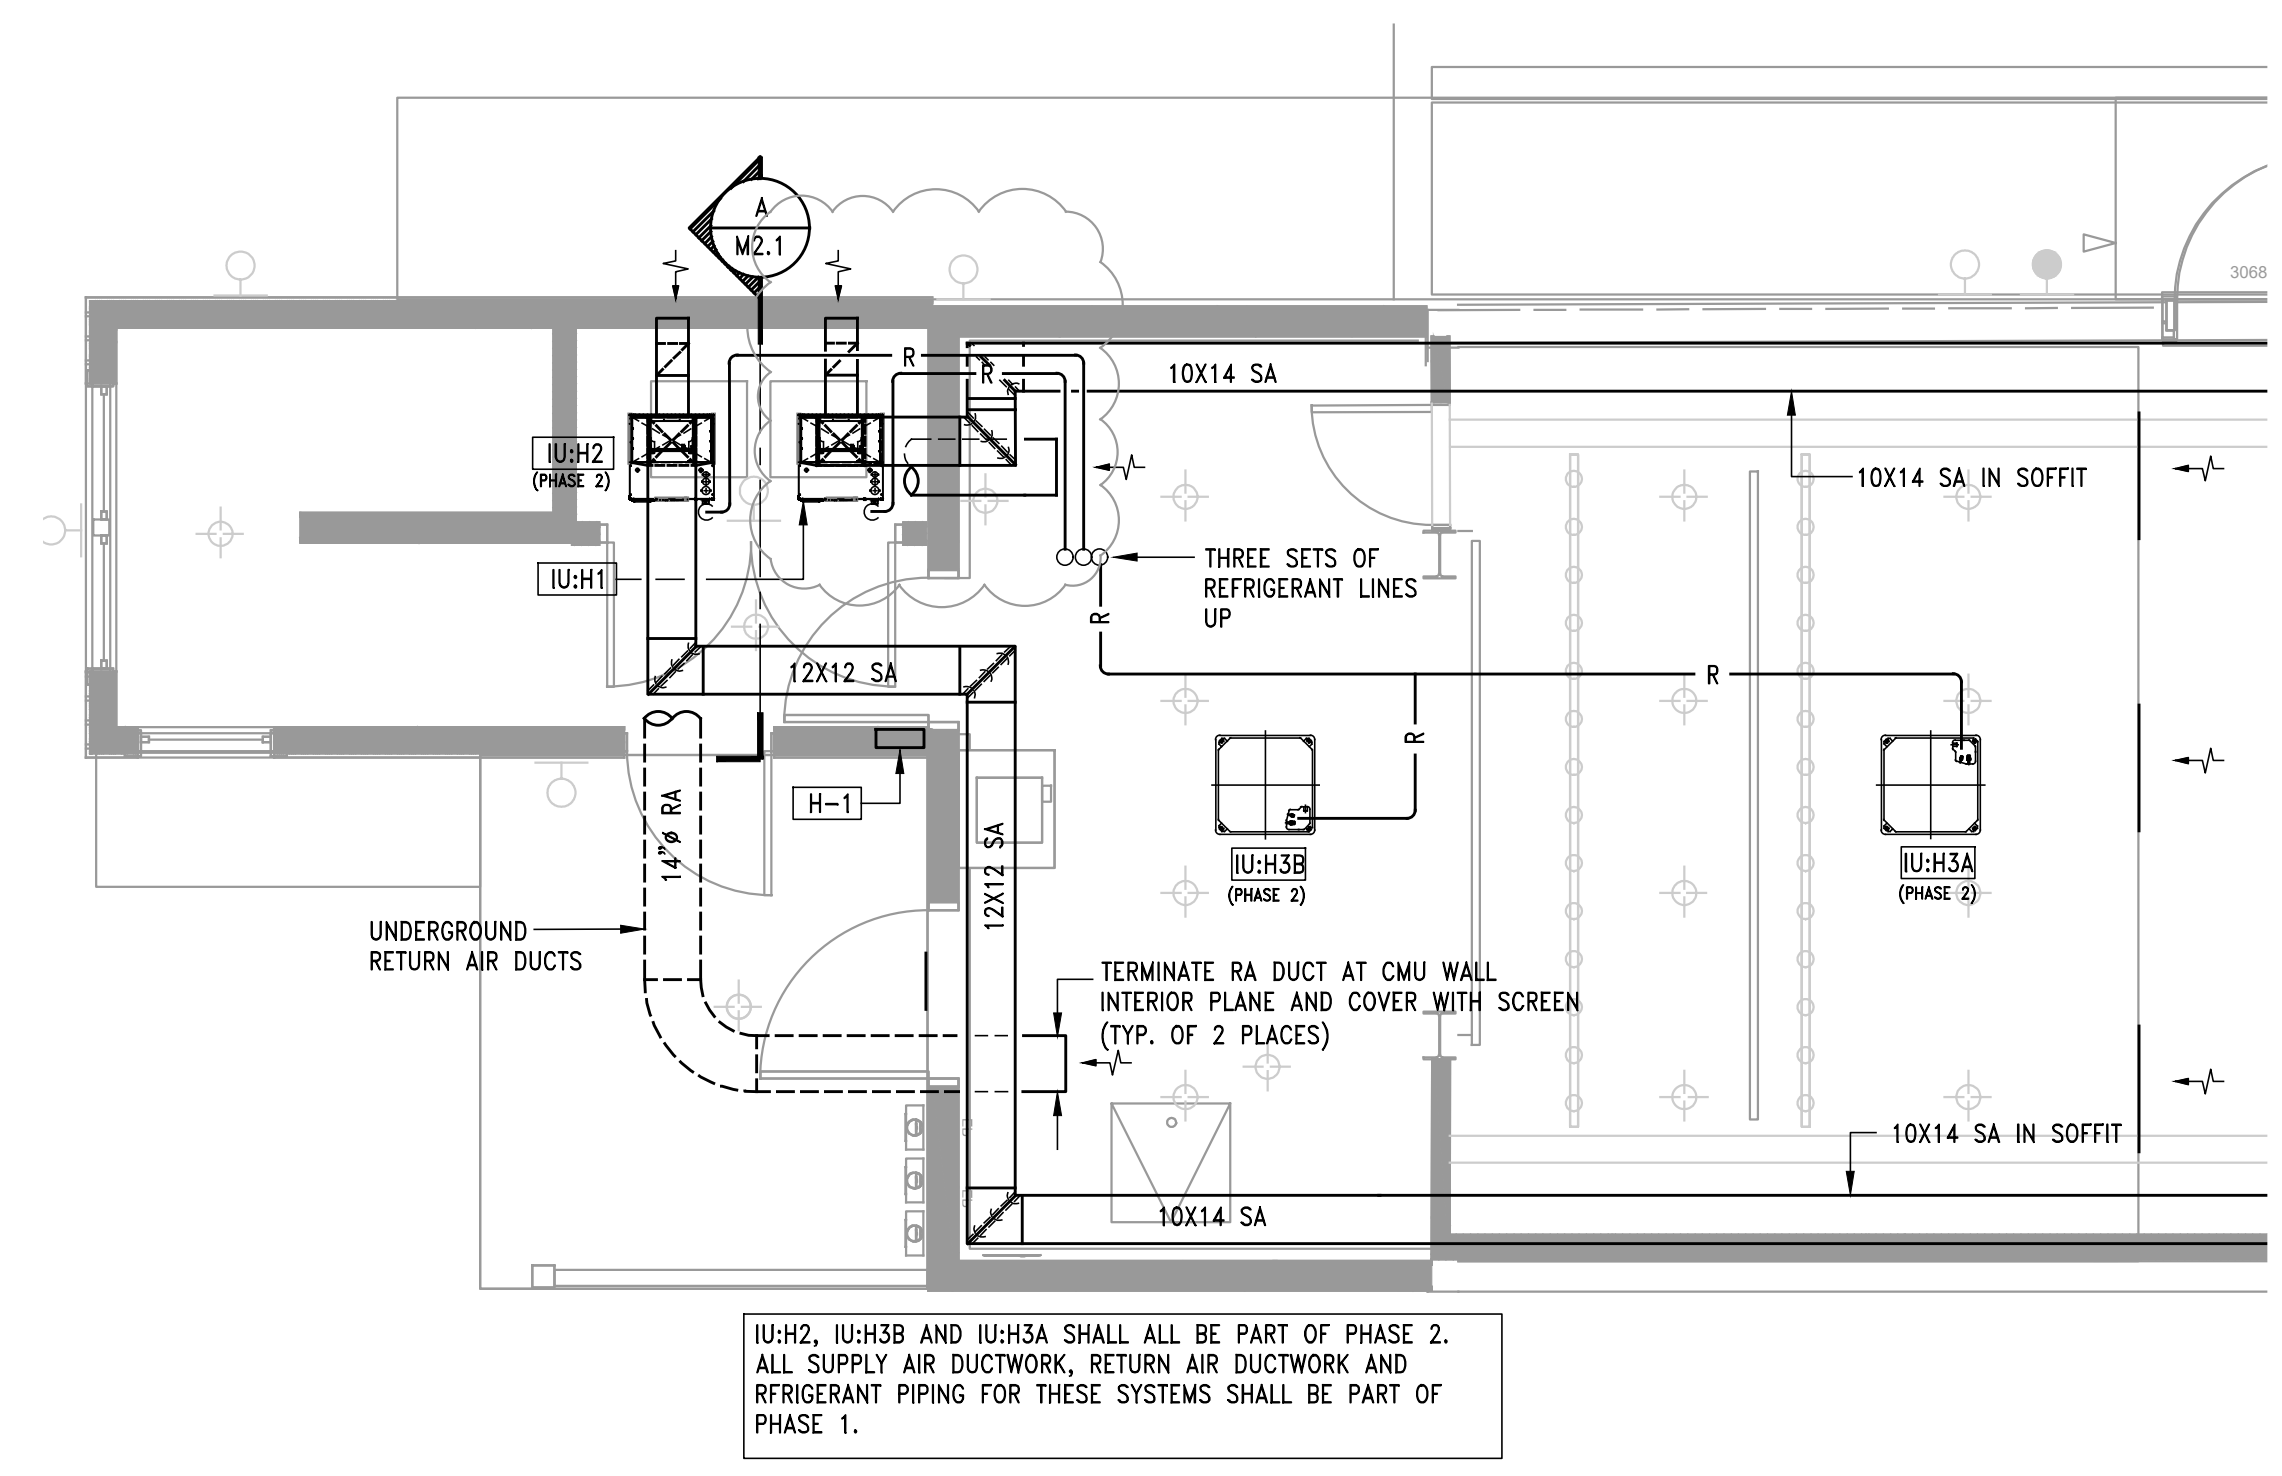 A
M2.1
3068
R
R
10X14 SA
IU:H2
(PHASE 2)
10X14 SA IN SOFFIT
IU:H1
THREE SETS OF
REFRIGERANT LINES
UP
R
12X12 SA
R
R
H-1
14"ø RA
12X12 SA
IU:H3B
(PHASE 2)
IU:H3A
(PHASE 2)
UNDERGROUND
RETURN AIR DUCTS
TERMINATE RA DUCT AT CMU WALL
INTERIOR PLANE AND COVER WITH SCREEN
(TYP. OF 2 PLACES)
10X14 SA IN SOFFIT
10X14 SA
IU:H2, IU:H3B AND IU:H3A SHALL ALL BE PART OF PHASE 2.
ALL SUPPLY AIR DUCTWORK, RETURN AIR DUCTWORK AND
RFRIGERANT PIPING FOR THESE SYSTEMS SHALL BE PART OF
PHASE 1.